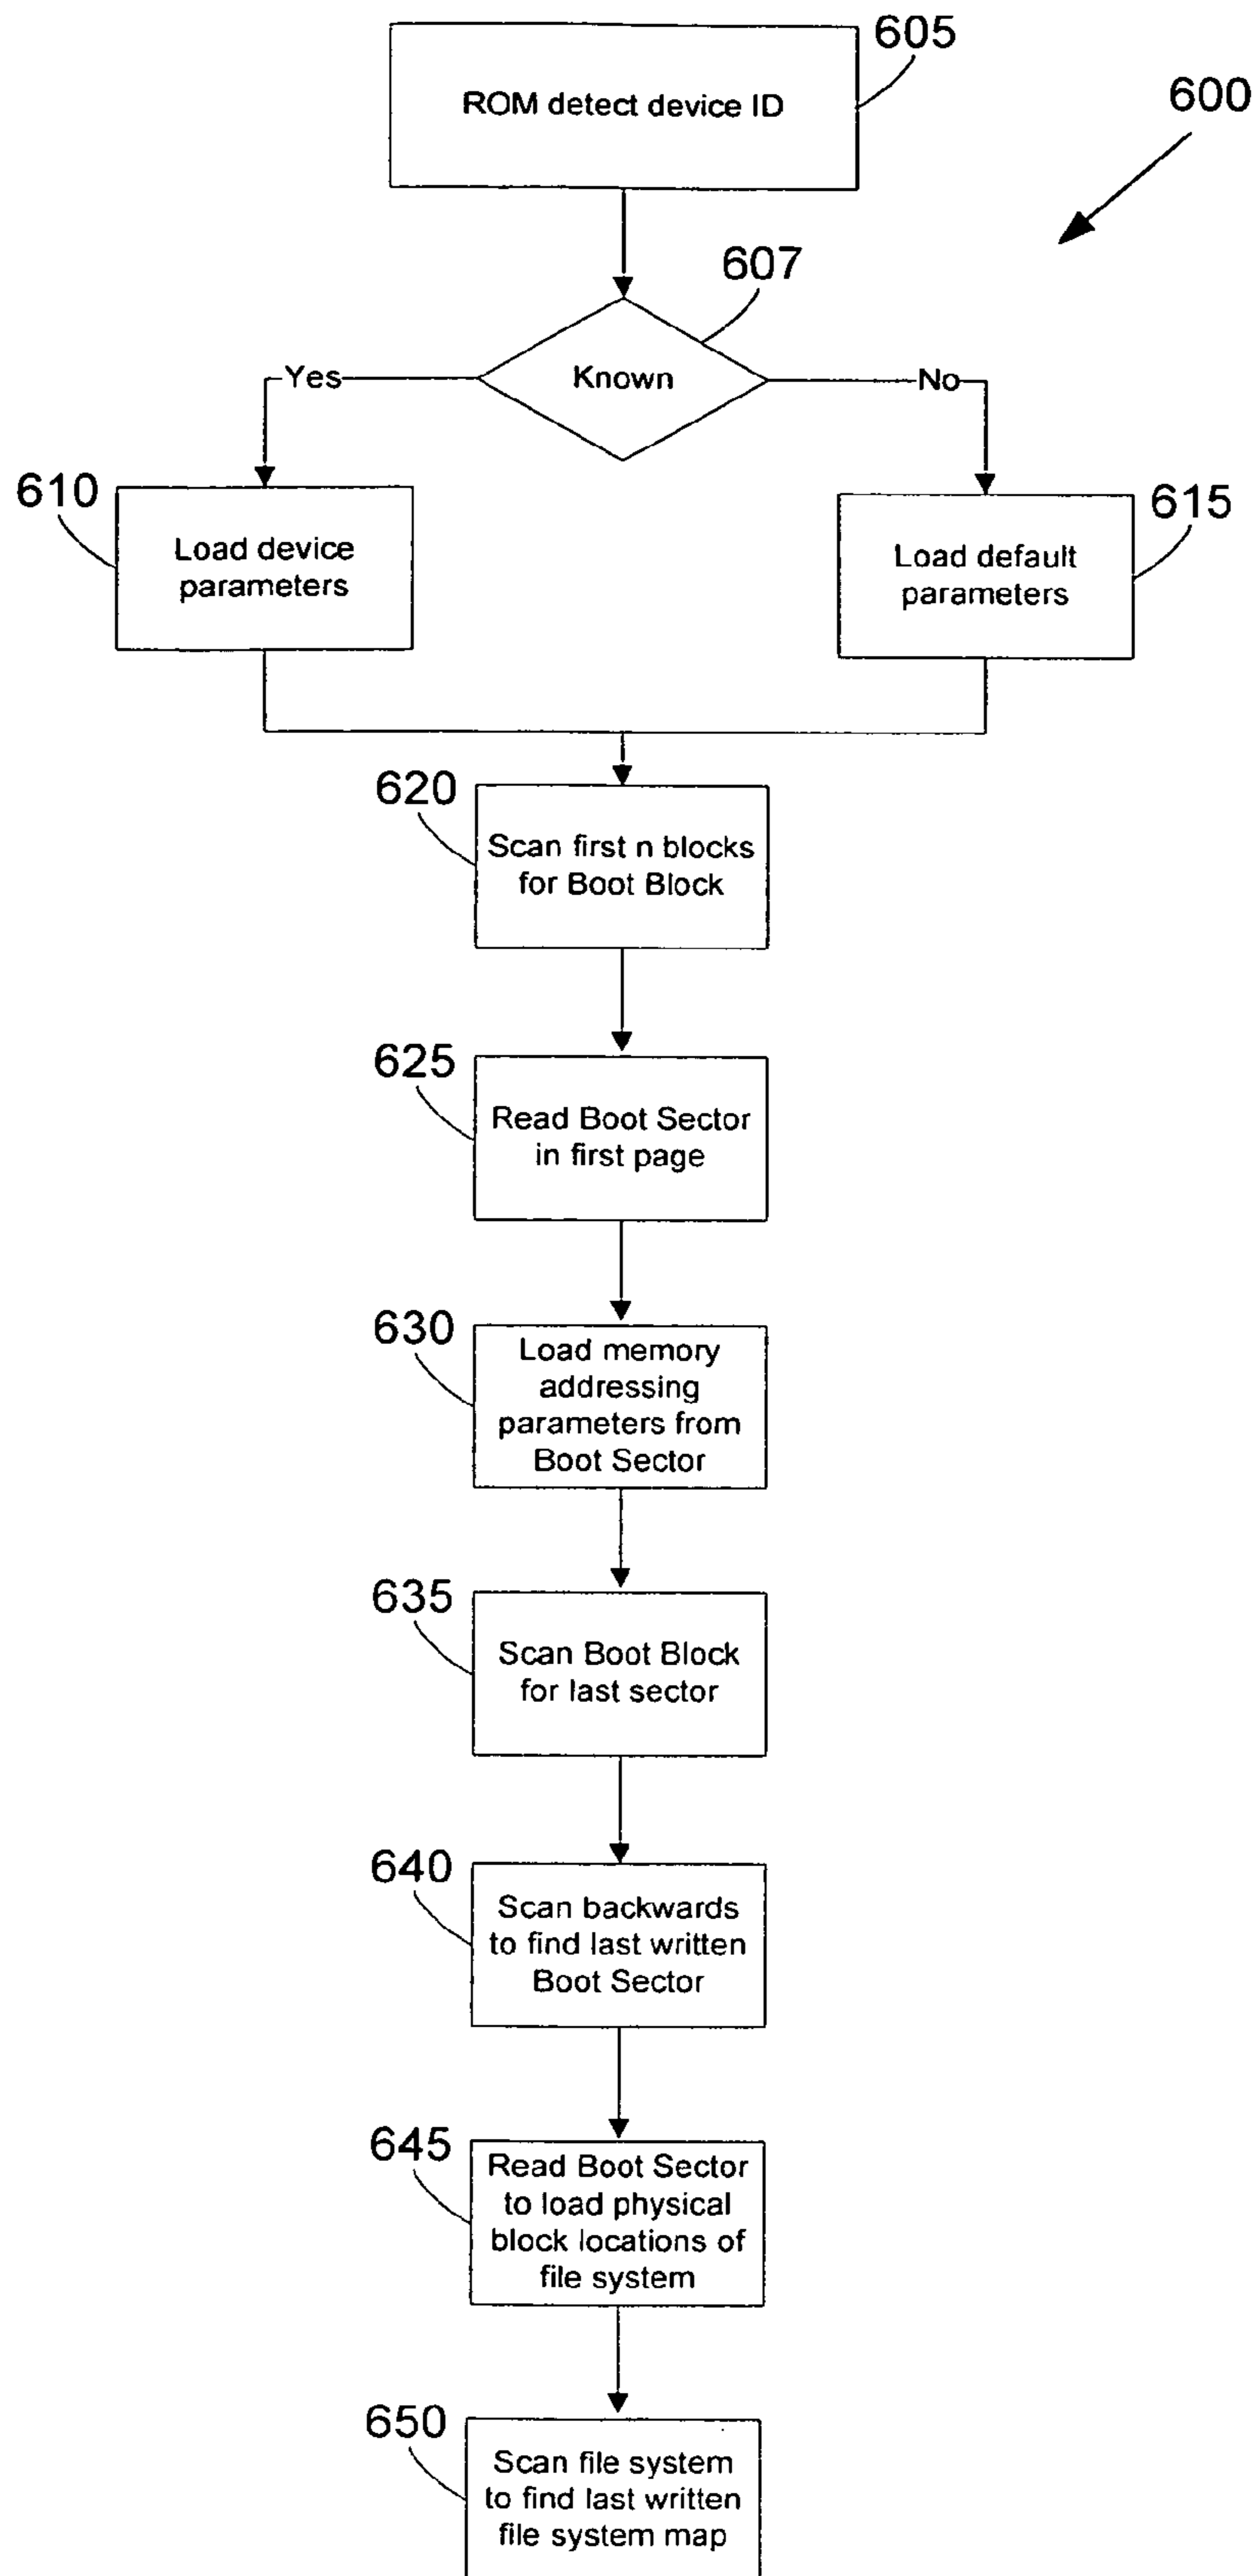 605
ROM detect device ID
600
607
Yes
Known
No
610
Load device
parameters
615
Load default
parameters
620
Scan first n blocks
for Boot Block
625
Read Boot Sector
in first page
630
Load memory
addressing
parameters from
Boot Sector
635
Scan Boot Block
for last sector
640
Scan backwards
to find last written
Boot Sector
645
Read Boot Sector
to load physical
block locations of
file system
650
Scan file system
to find last written
file system map